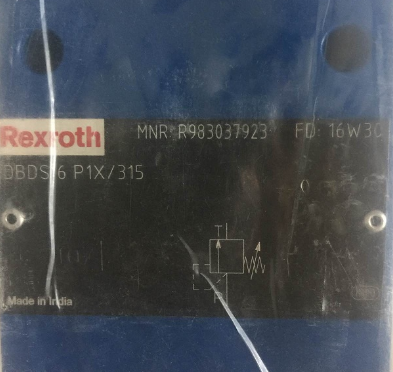 Rexroth MNR: R983037923 FD: 16W30
DBDS 6 P1X/315
T
P
Made in India